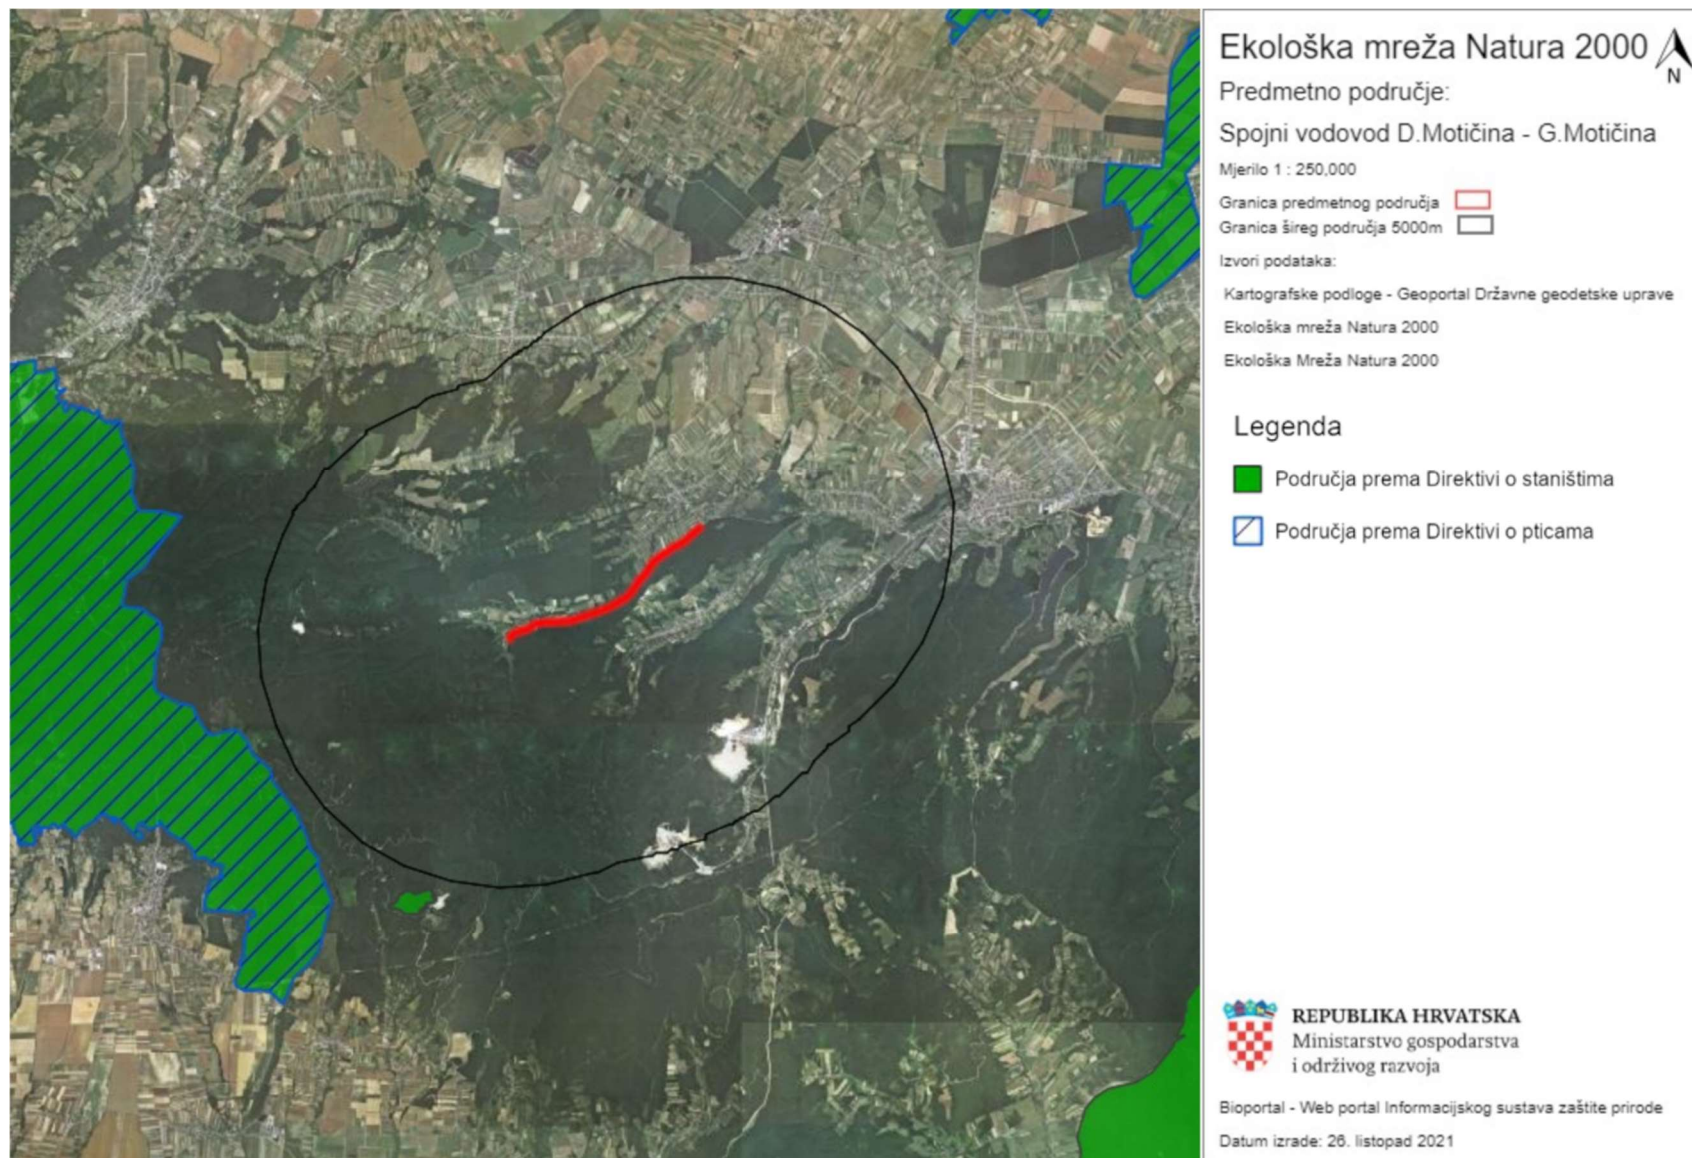 Ekološka mreža Natura 2000
N
Predmetno područje:
Spojni vodovod D.Motičina - G.Motičina
Mjerilo 1 : 250,000
Granica predmetnog područja
Granica šireg područja 5000m
Izvori podataka:
Kartografske podloge - Geoportal Državne geodetske uprave
Ekološka mreža Natura 2000
Ekološka Mreža Natura 2000
Legenda
Područja prema Direktivi o staništima
Područja prema Direktivi o pticama
REPUBLIKA HRVATSKA
Ministarstvo gospodarstva
i održivog razvoja
Bioportal - Web portal Informacijskog sustava zaštite prirode
Datum izrade: 26. listopad 2021